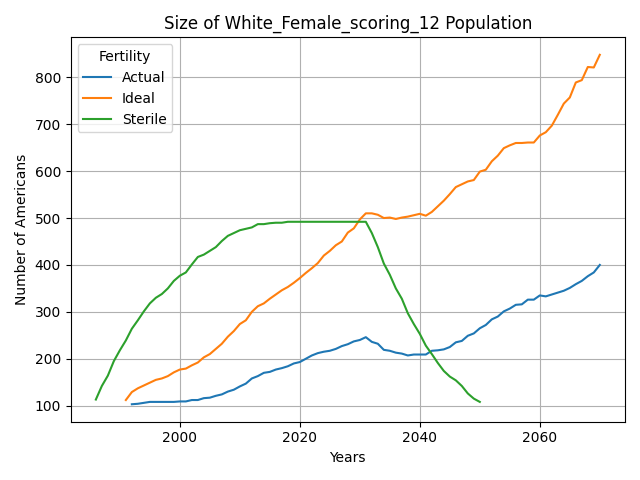 Size of White_Female_scoring_12 Population
Fertility
Actual
Ideal
Sterile
Number of Americans
800
700
600
500
400
300
200
100
2000
2020
2040
2060
Years